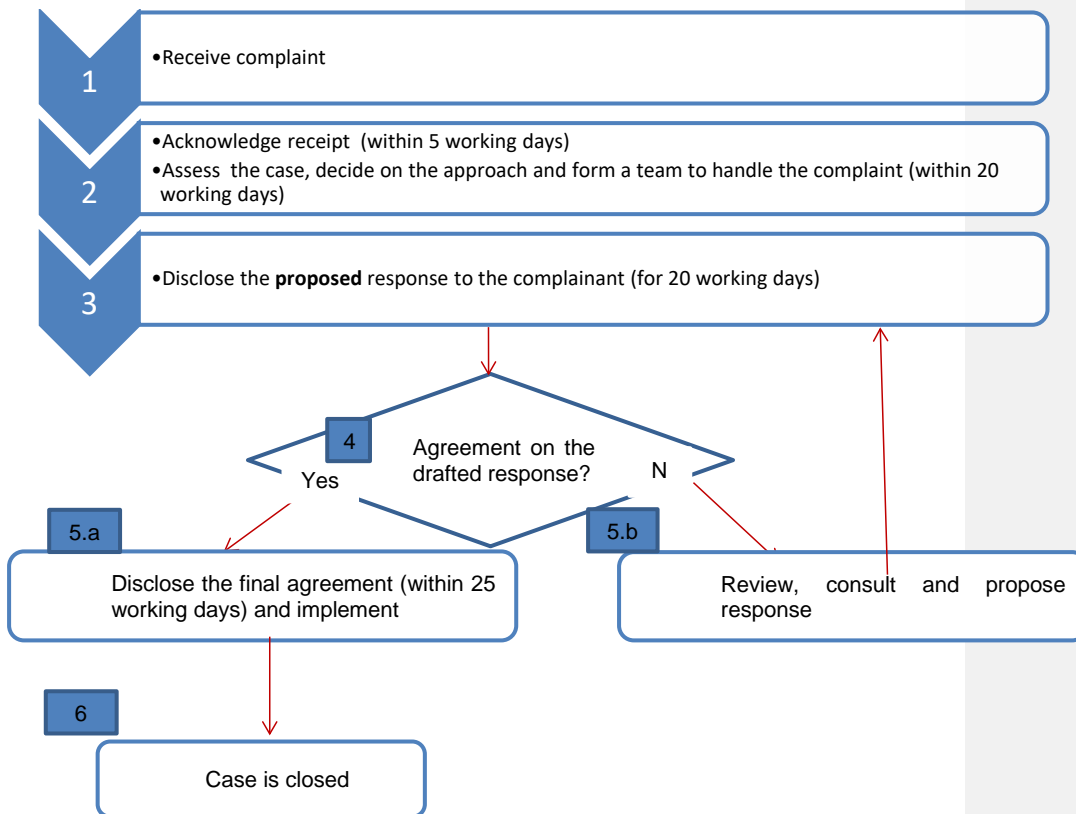 1
•Receive complaint
2
•Acknowledge receipt (within 5 working days)
•Assess the case, decide on the approach and form a team to handle the complaint (within 20
working days)
3
•Disclose the proposed response to the complainant (for 20 working days)
4
Agreement on the
drafted response?
Yes
N
5.a
Disclose the final agreement (within 25
working days) and implement
5.b
Review, consult and propose
response
6
Case is closed